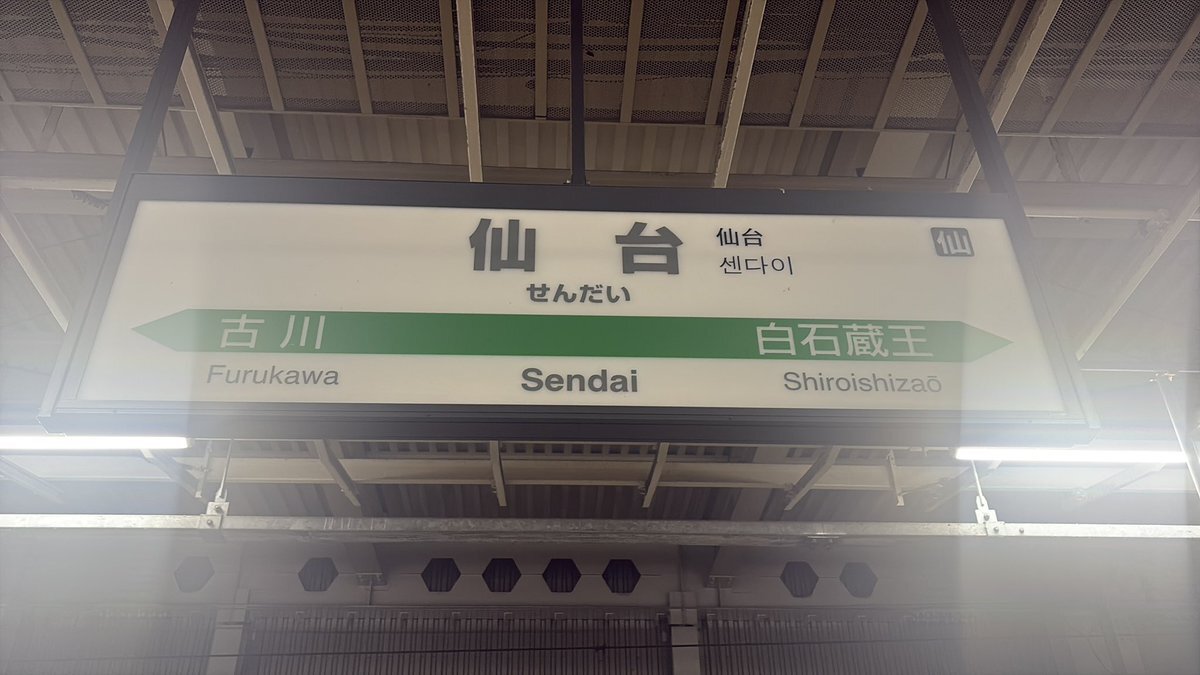 仙台
仙台
센다이
仙
せんだい
古川
白石蔵王
Furukawa
Sendai
Shiroishizaō